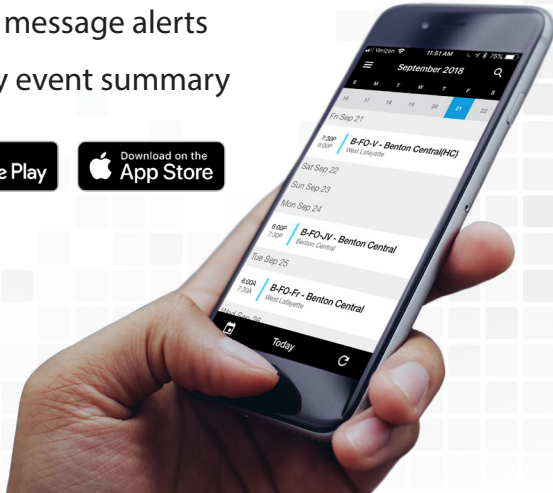 message alerts
y event summary
e Play
Download on the
App Store
Verizon
11:51 AM
75%
September 2018
S M T W T F S
16 17 18 19 20 21 22
Fri Sep 21
7:30P B-FO-V - Benton Central(HC)
9:00P West Lafayette
Sat Sep 22
Sun Sep 23
Mon Sep 24
6:00P B-FO-JV - Benton Central
7:30P Benton Central
Tue Sep 25
6:00A B-FO-Fr - Benton Central
7:30A West Lafayette
Wed Sep 26
Today